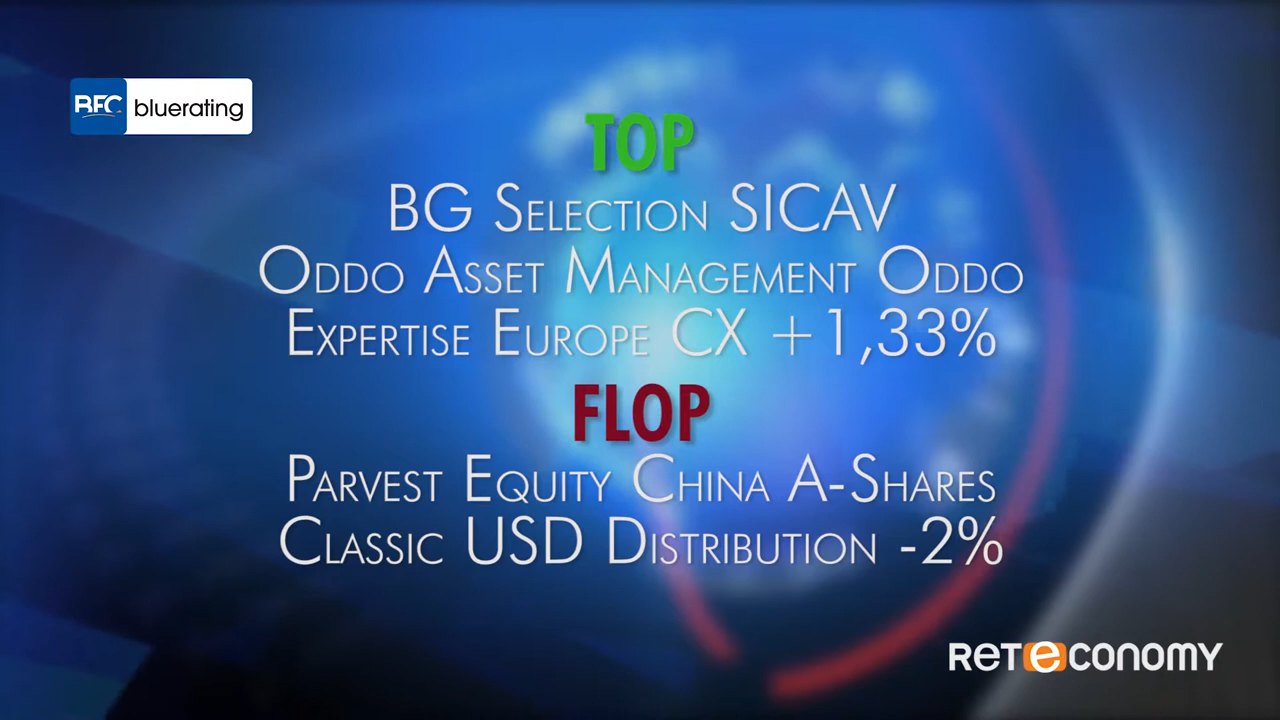 BFC bluerating
TOP
BG Selection SICAV
Oddo Asset Management Oddo
Expertise Europe CX +1,33%
FLOP
Parvest Equity China A-Shares
Classic USD Distribution -2%
ReteConomy